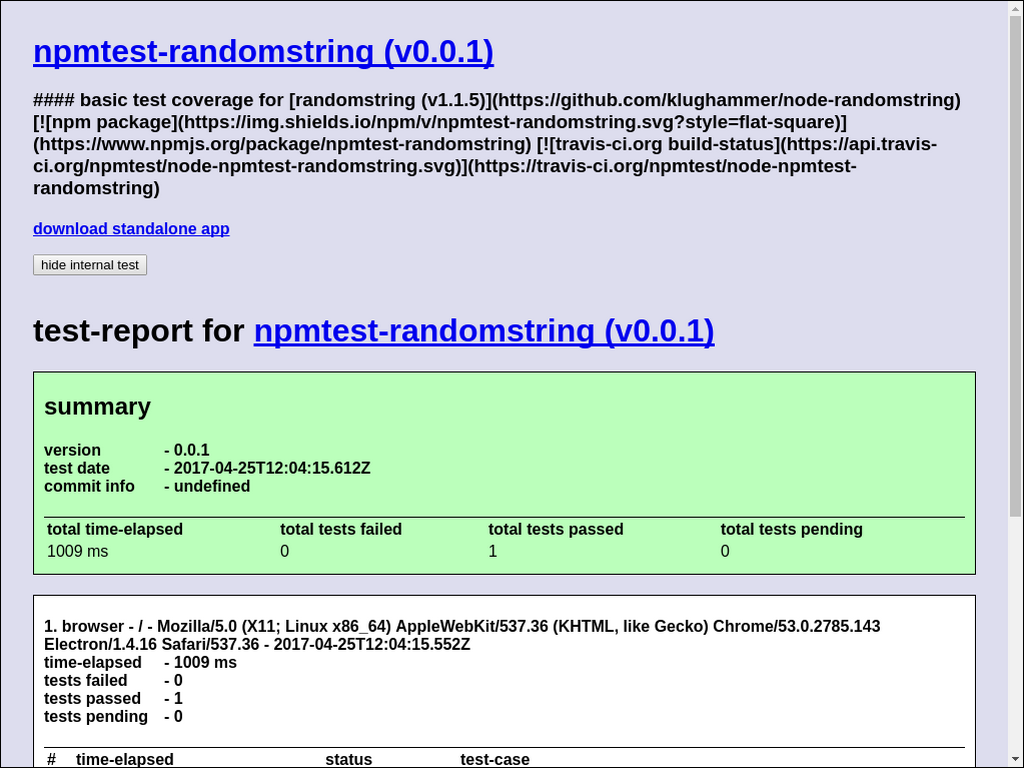 npmtest-randomstring (v0.0.1)
#### basic test coverage for [randomstring (v1.1.5)](https://github.com/klughammer/node-randomstring)
[![npm package](https://img.shields.io/npm/v/npmtest-randomstring.svg?style=flat-square)]
(https://www.npmjs.org/package/npmtest-randomstring) [![travis-ci.org build-status](https://api.travis-
ci.org/npmtest/node-npmtest-randomstring.svg)](https://travis-ci.org/npmtest/node-npmtest-
randomstring)
download standalone app
hide internal test
test-report for npmtest-randomstring (v0.0.1)
summary
version - 0.0.1
test date - 2017-04-25T12:04:15.612Z
commit info - undefined
total time-elapsed total tests failed total tests passed total tests pending
1009 ms 0 1 0
1. browser - / - Mozilla/5.0 (X11; Linux x86_64) AppleWebKit/537.36 (KHTML, like Gecko) Chrome/53.0.2785.143
Electron/1.4.16 Safari/537.36 - 2017-04-25T12:04:15.552Z
time-elapsed - 1009 ms
tests failed - 0
tests passed - 1
tests pending - 0
# time-elapsed status test-case